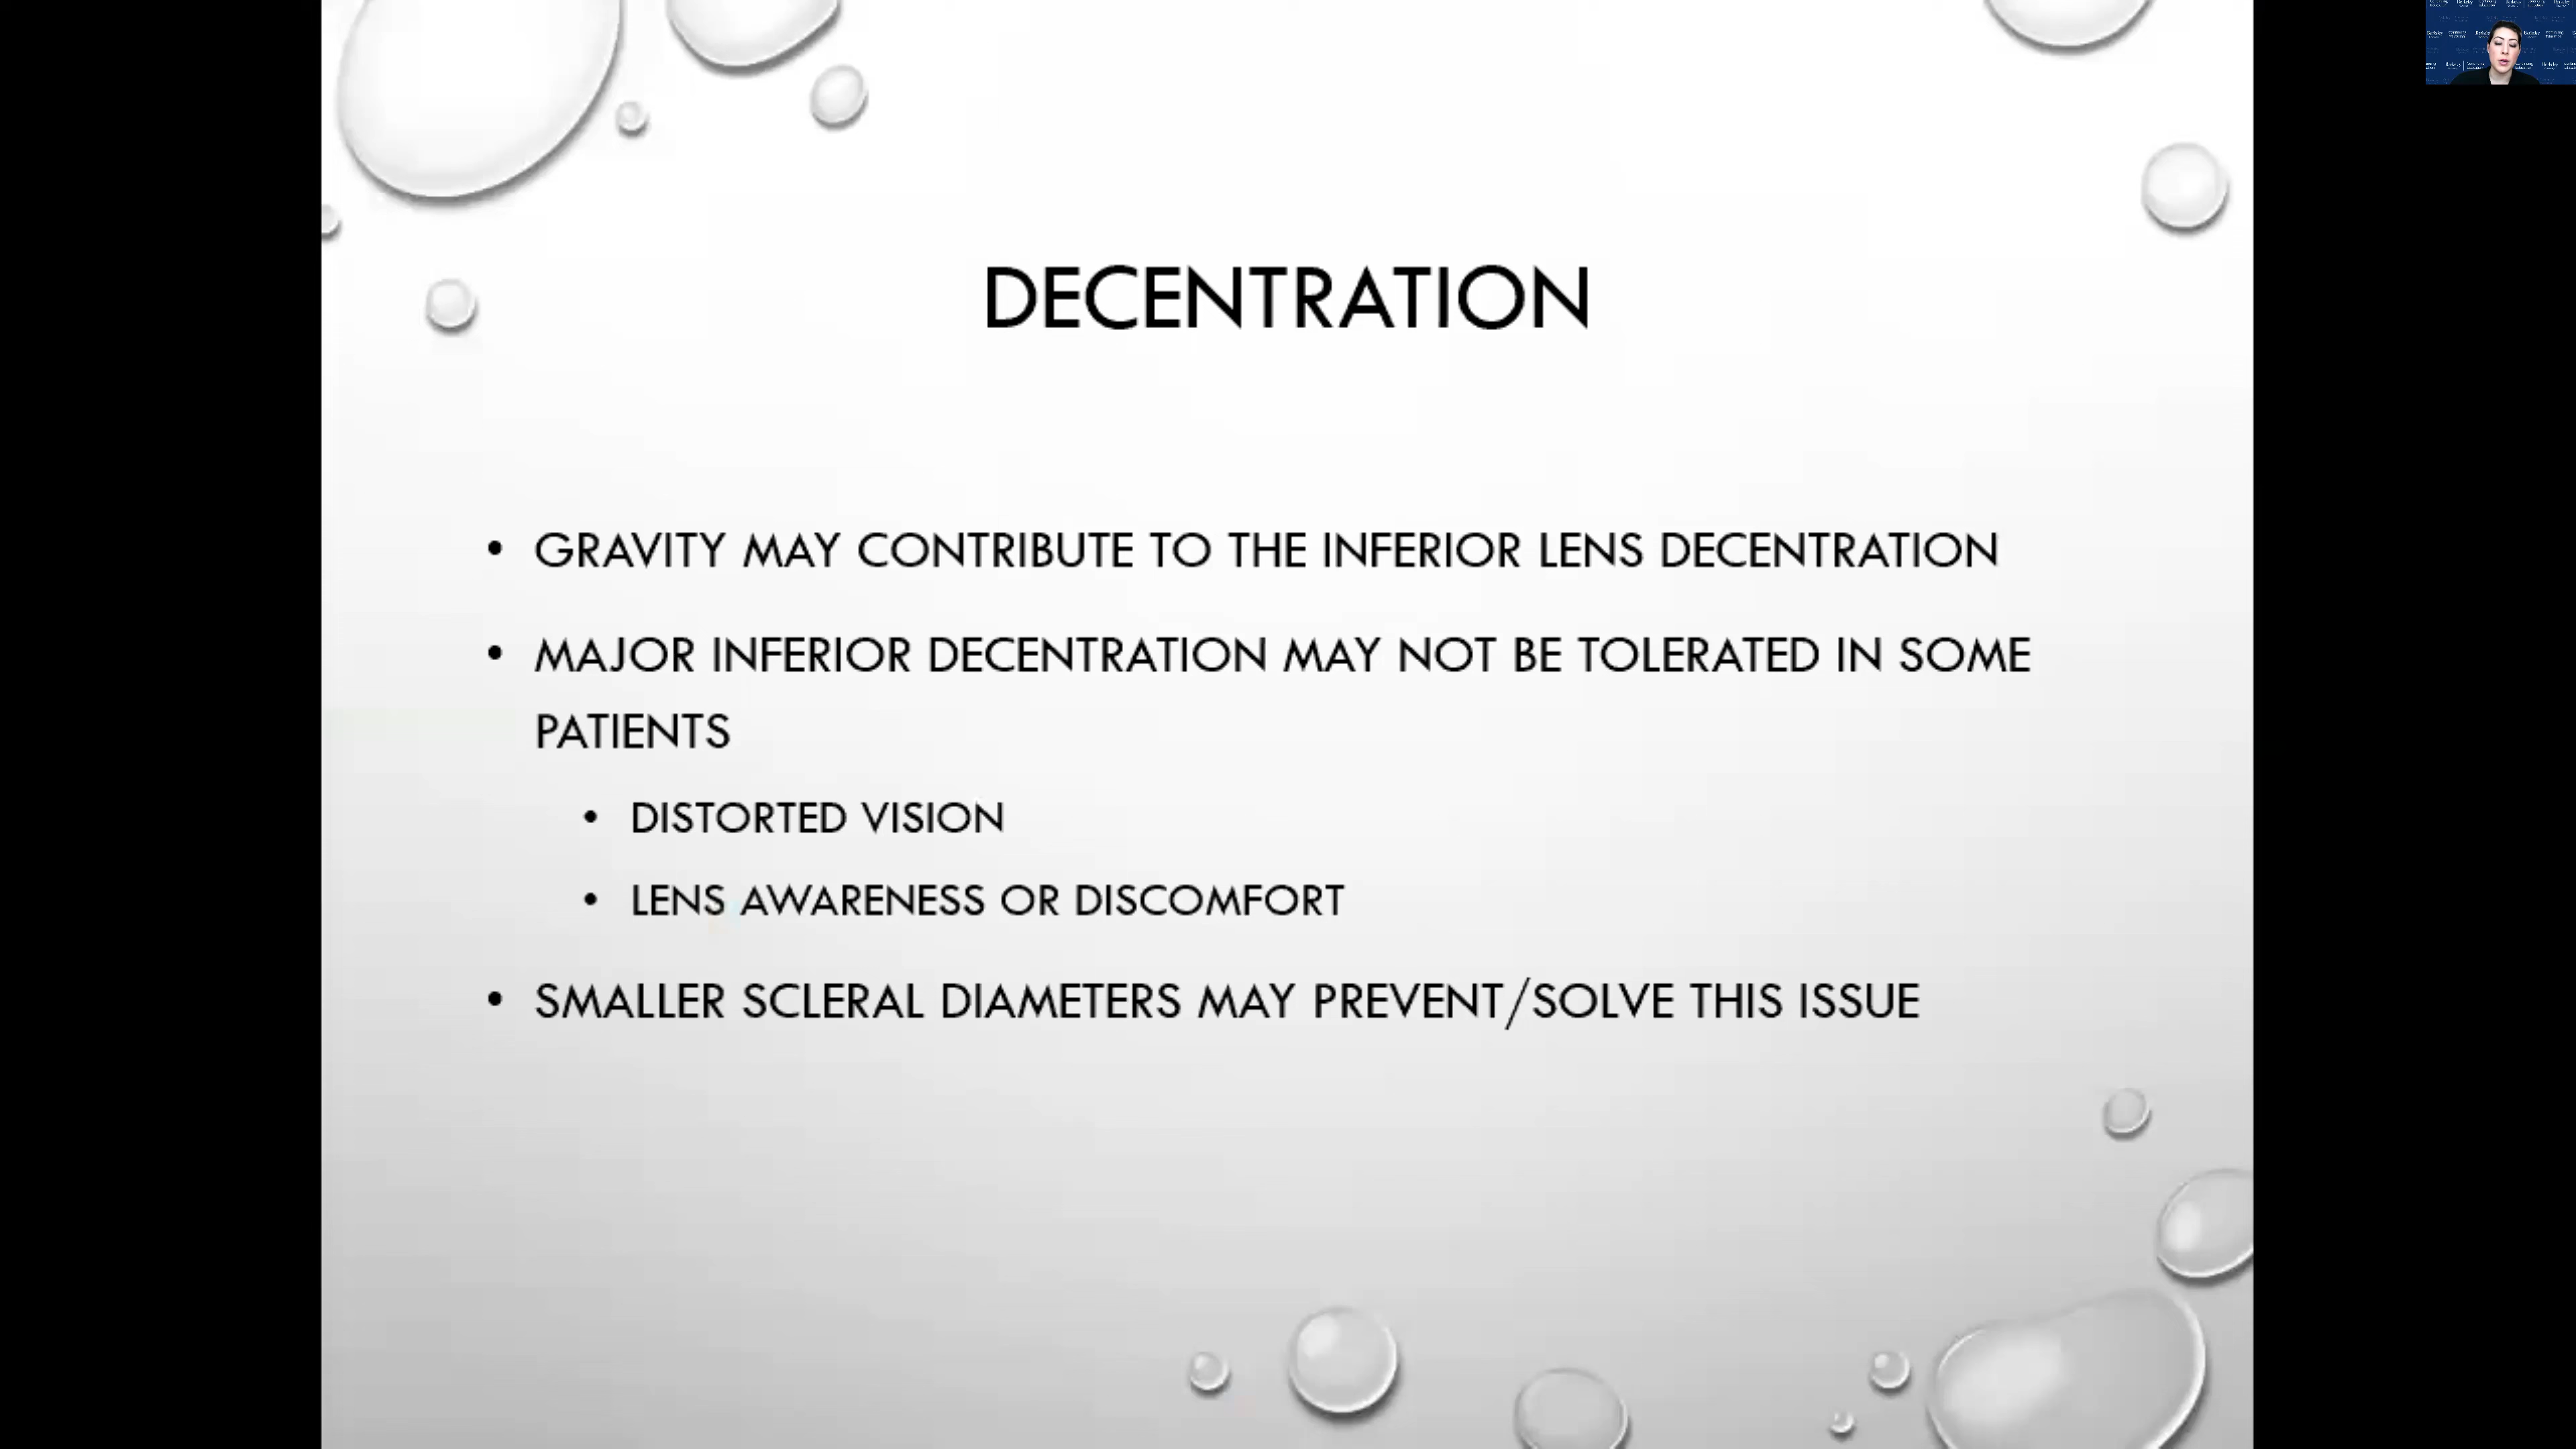 DECENTRATION
• GRAVITY MAY CONTRIBUTE TO THE INFERIOR LENS DECENTRATION
• MAJOR INFERIOR DECENTRATION MAY NOT BE TOLERATED IN SOME
PATIENTS
• DISTORTED VISION
• LENS AWARENESS OR DISCOMFORT
• SMALLER SCLERAL DIAMETERS MAY PREVENT/SOLVE THIS ISSUE